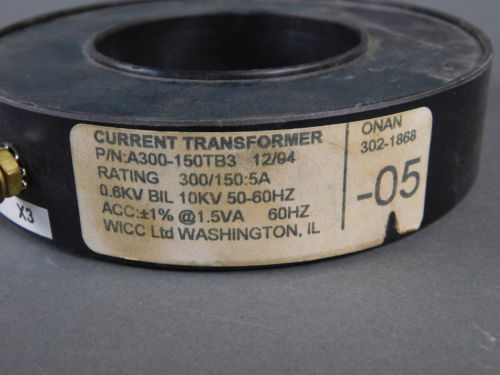 CURRENT TRANSFORMER
P/N:A300-150TB3 12/94
RATING 300/150:5A
0.6KV BIL 10KV 50-60HZ
ACC:±1% @1.5VA 60HZ
WICC Ltd WASHINGTON, IL
ONAN
302-1868
-05
X3